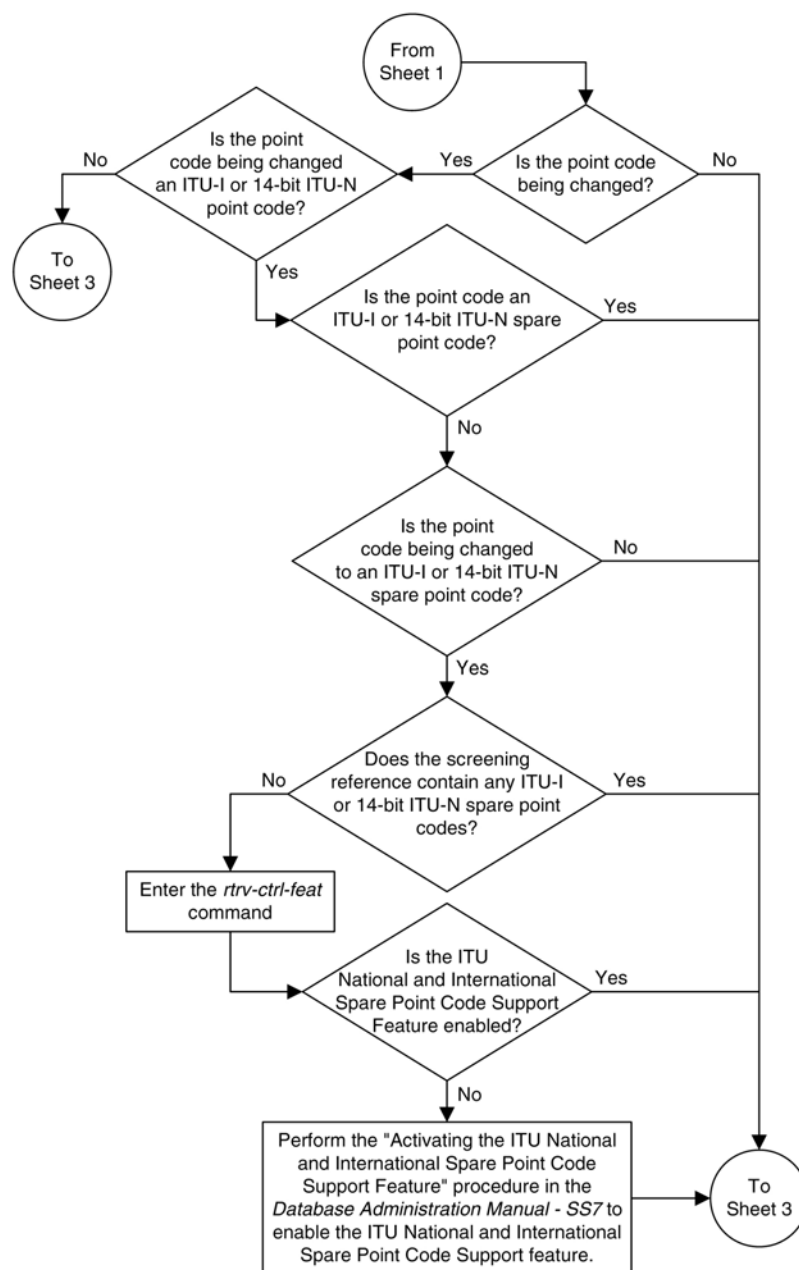 From
Sheet 1
Is the point code
being changed?
Yes
No
Is the point
code being changed
an ITU-I or 14-bit ITU-N
point code?
No
Yes
To
Sheet 3
Is the point code an
ITU-I or 14-bit ITU-N spare
point code?
Yes
No
Is the point
code being changed
to an ITU-I or 14-bit ITU-N
spare point code?
No
Yes
Does the screening
reference contain any ITU-I
or 14-bit ITU-N spare point
codes?
No
Yes
Enter the rtrv-ctrl-feat
command
Is the ITU
National and International
Spare Point Code Support
Feature enabled?
Yes
No
Perform the "Activating the ITU National
and International Spare Point Code
Support Feature" procedure in the
Database Administration Manual - SS7 to
enable the ITU National and International
Spare Point Code Support feature.
To
Sheet 3